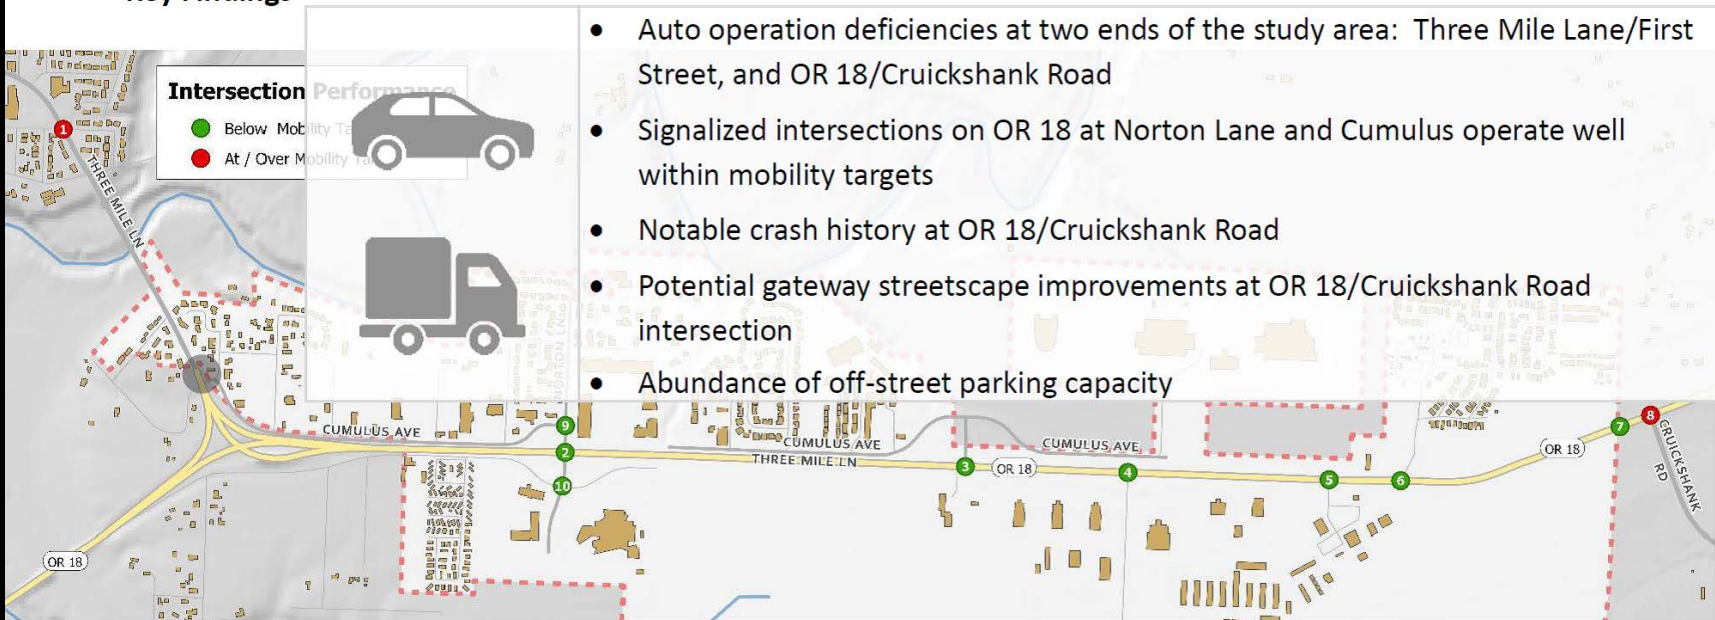 Key Findings
• Auto operation deficiencies at two ends of the study area: Three Mile Lane/First
Street, and OR 18/Cruickshank Road
• Signalized intersections on OR 18 at Norton Lane and Cumulus operate well
within mobility targets
• Notable crash history at OR 18/Cruickshank Road
• Potential gateway streetscape improvements at OR 18/Cruickshank Road
intersection
• Abundance of off-street parking capacity
Intersection Performance
Below Mobility Ta
At / Over Mobility Ta
1
THREE MILE LN
NORTON LN
CUMULUS AVE
9
2
10
CUMULUS AVE
THREE MILE LN
3
OR 18
CUMULUS AVE
4
5
6
OR 18
7
8
CRUICKSHANK
RD
OR 18